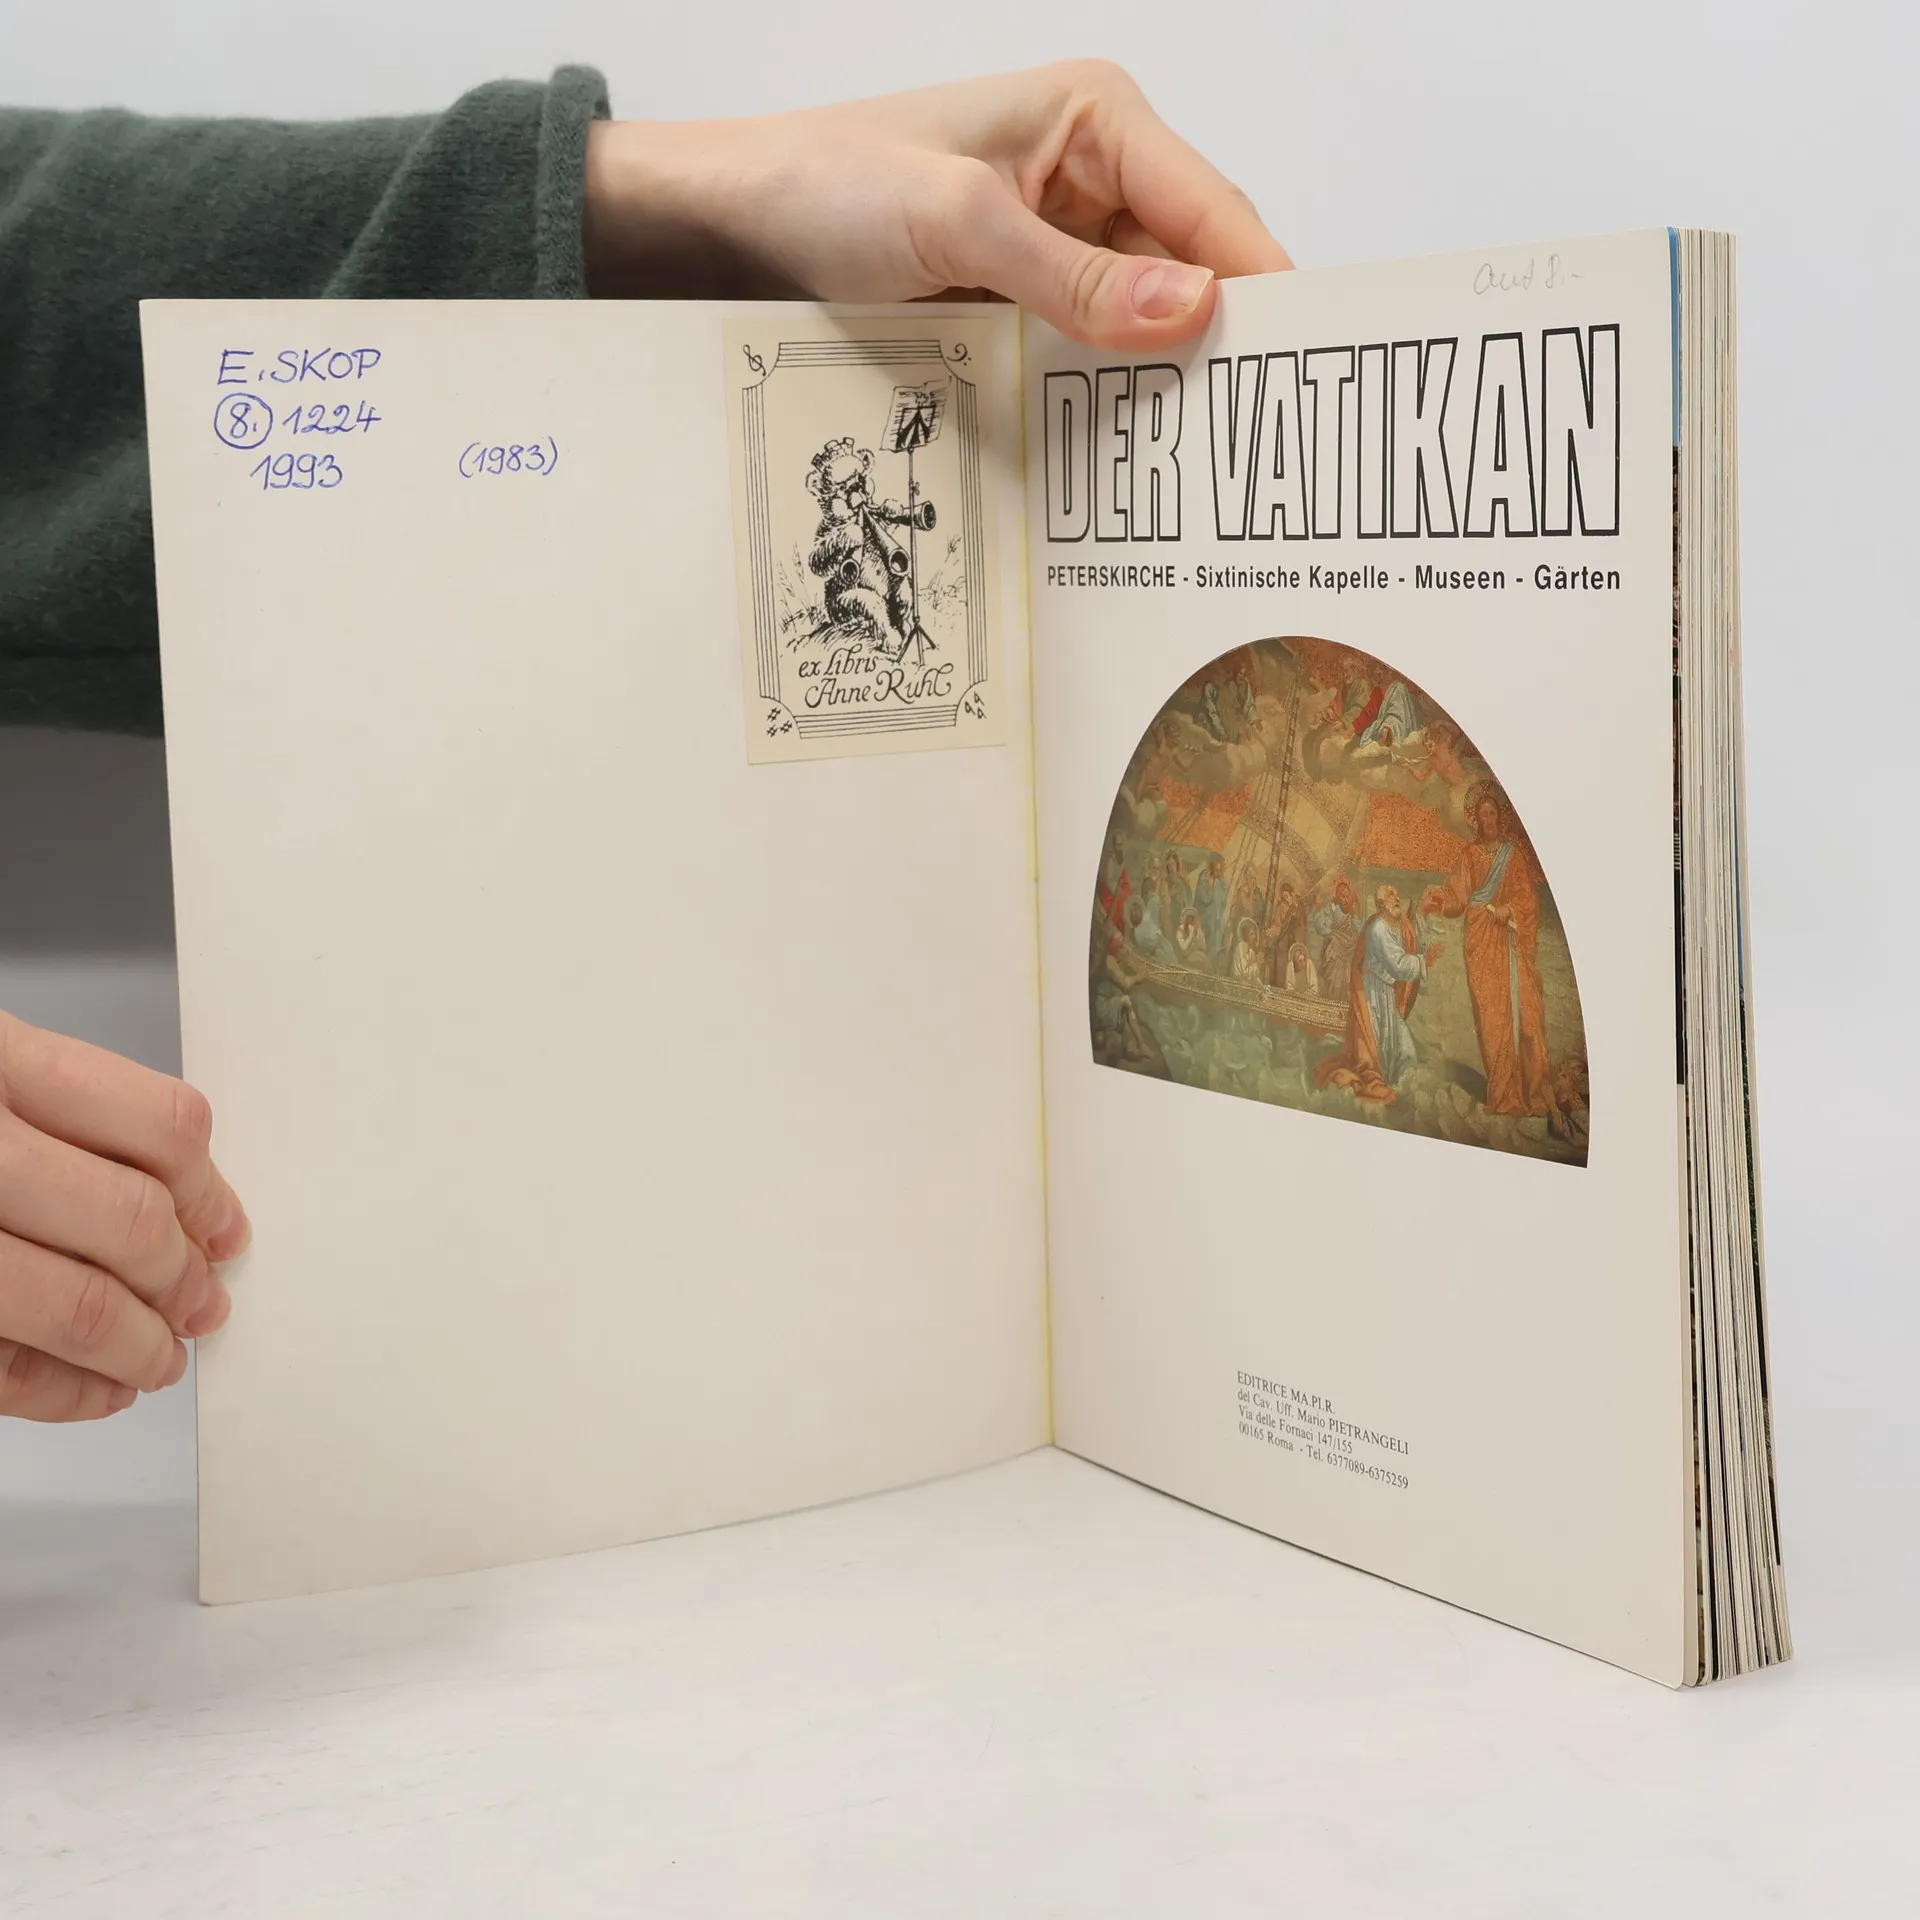 E. SKOP
8. 1224
1993 (1983)
ex Libris
Anne Ruhl
DER VATIKAN
PETERSKIRCHE - Sixtinische Kapelle - Museen - Gärten
EDITRICE MA.PI.R.
del Cav. Uff. Mario PIETRANGELI
Via delle Fornaci 147/155
00165 Roma - Tel. 6377089-6375259